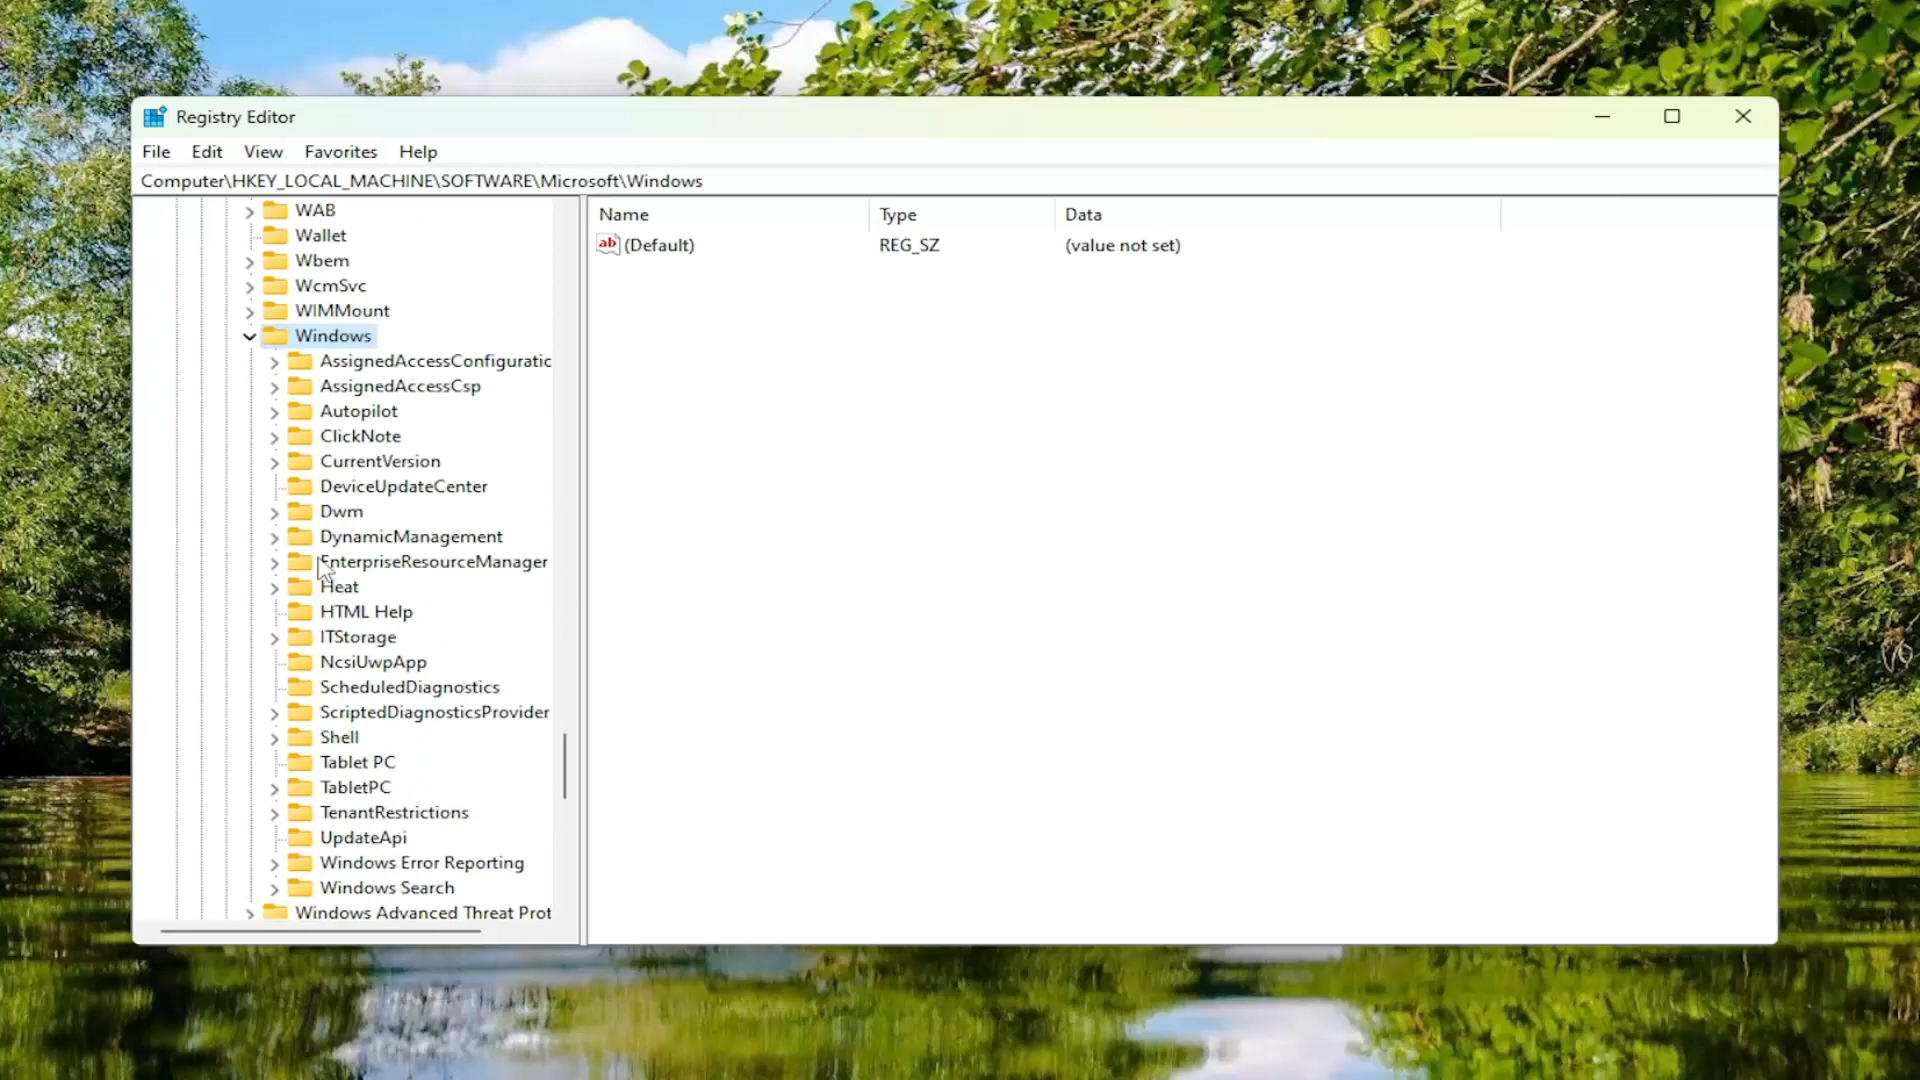 Registry Editor
File Edit View Favorites Help
Computer\HKEY_LOCAL_MACHINE\SOFTWARE\Microsoft\Windows
WAB
Wallet
Wbem
WcmSvc
WIMMount
Windows
AssignedAccessConfiguratic
AssignedAccessCsp
Autopilot
ClickNote
CurrentVersion
DeviceUpdateCenter
Dwm
DynamicManagement
EnterpriseResourceManager
Heat
HTML Help
ITStorage
NcsiUwpApp
ScheduledDiagnostics
ScriptedDiagnosticsProvider
Shell
Tablet PC
TabletPC
TenantRestrictions
UpdateApi
Windows Error Reporting
Windows Search
Windows Advanced Threat Prot
Name Type Data
ab (Default) REG_SZ (value not set)